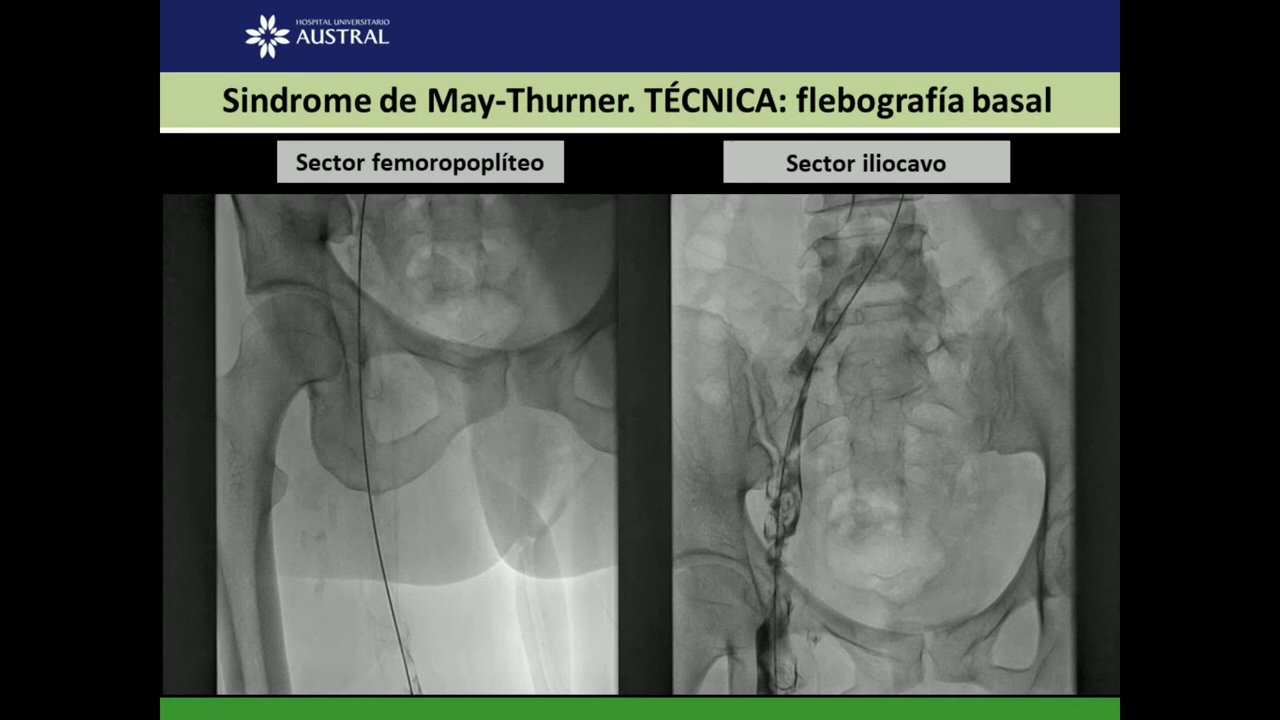 HOSPITAL UNIVERSITARIO
AUSTRAL
Sindrome de May-Thurner. TÉCNICA: flebografía basal
Sector femoropoplíteo
Sector iliocavo